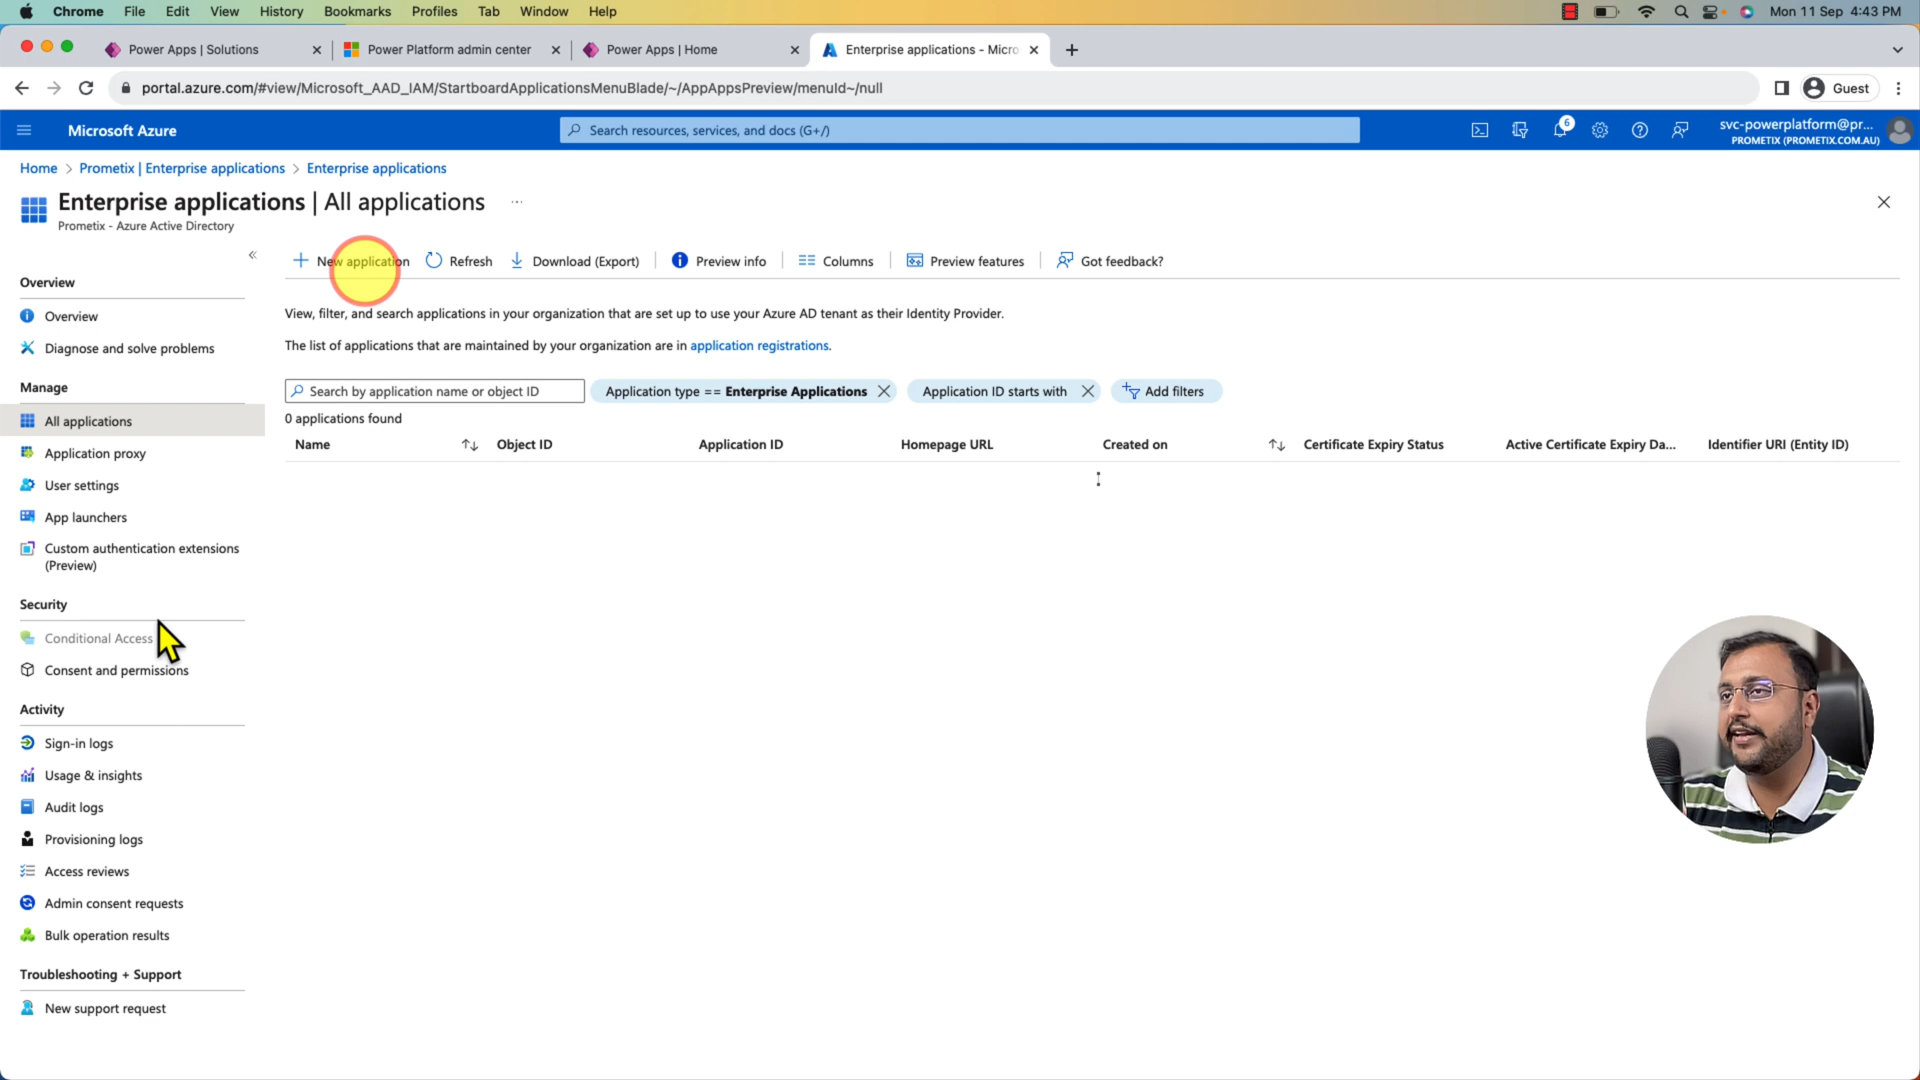 Chrome File Edit View History Bookmarks Profiles Tab Window Help Mon 11 Sep 4:43 PM
Power Apps | Solutions Power Platform admin center Power Apps | Home Enterprise applications - Micro
portal.azure.com/#view/Microsoft_AAD_IAM/StartboardApplicationsMenuBlade/~/AppAppsPreview/menuId~/null Guest
Microsoft Azure Search resources, services, and docs (G+/) 6 svc-powerplatform@pr...
PROMETIX (PROMETIX.COM.AU)
Home > Prometix | Enterprise applications > Enterprise applications
Enterprise applications | All applications ...
Prometix - Azure Active Directory
«
New application Refresh Download (Export) Preview info Columns Preview features Got feedback?
View, filter, and search applications in your organization that are set up to use your Azure AD tenant as their Identity Provider.
The list of applications that are maintained by your organization are in application registrations.
Search by application name or object ID Application type == Enterprise Applications Application ID starts with Add filters
0 applications found
Name Object ID Application ID Homepage URL Created on Certificate Expiry Status Active Certificate Expiry Da... Identifier URI (Entity ID)
Overview
Overview
Diagnose and solve problems
Manage
All applications
Application proxy
User settings
App launchers
Custom authentication extensions
(Preview)
Security
Conditional Access
Consent and permissions
Activity
Sign-in logs
Usage & insights
Audit logs
Provisioning logs
Access reviews
Admin consent requests
Bulk operation results
Troubleshooting + Support
New support request